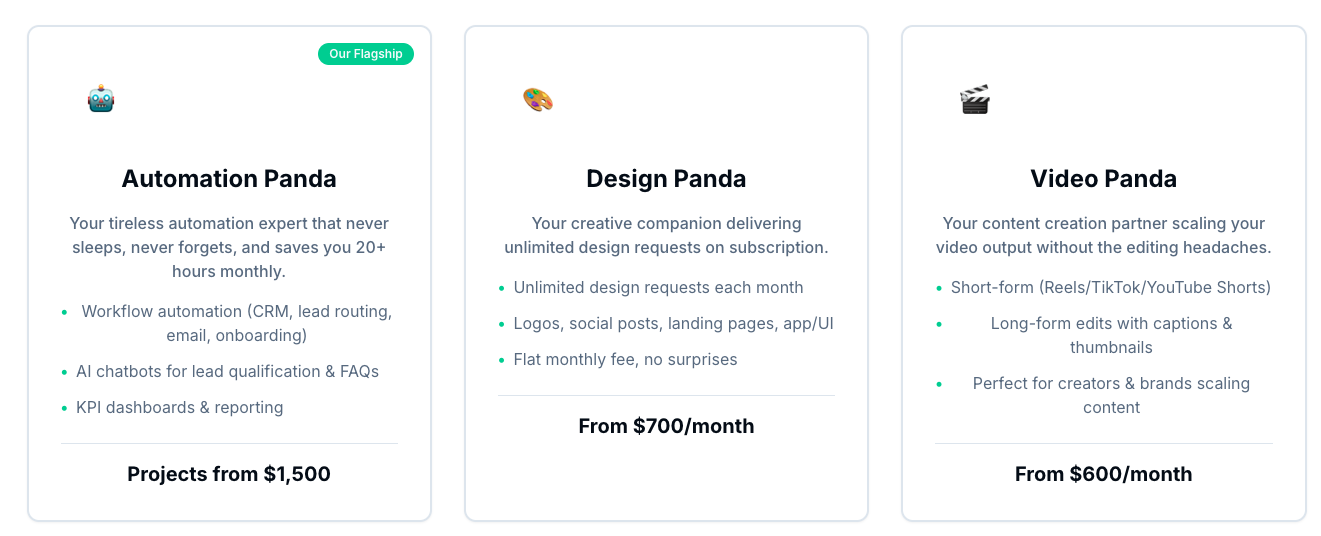 Our Flagship
Automation Panda
Your tireless automation expert that never
sleeps, never forgets, and saves you 20+
hours monthly.
• Workflow automation (CRM, lead routing,
email, onboarding)
• AI chatbots for lead qualification & FAQs
• KPI dashboards & reporting
Projects from $1,500
Design Panda
Your creative companion delivering
unlimited design requests on subscription.
• Unlimited design requests each month
• Logos, social posts, landing pages, app/UI
• Flat monthly fee, no surprises
From $700/month
Video Panda
Your content creation partner scaling your
video output without the editing headaches.
• Short-form (Reels/TikTok/YouTube Shorts)
• Long-form edits with captions &
thumbnails
• Perfect for creators & brands scaling
content
From $600/month